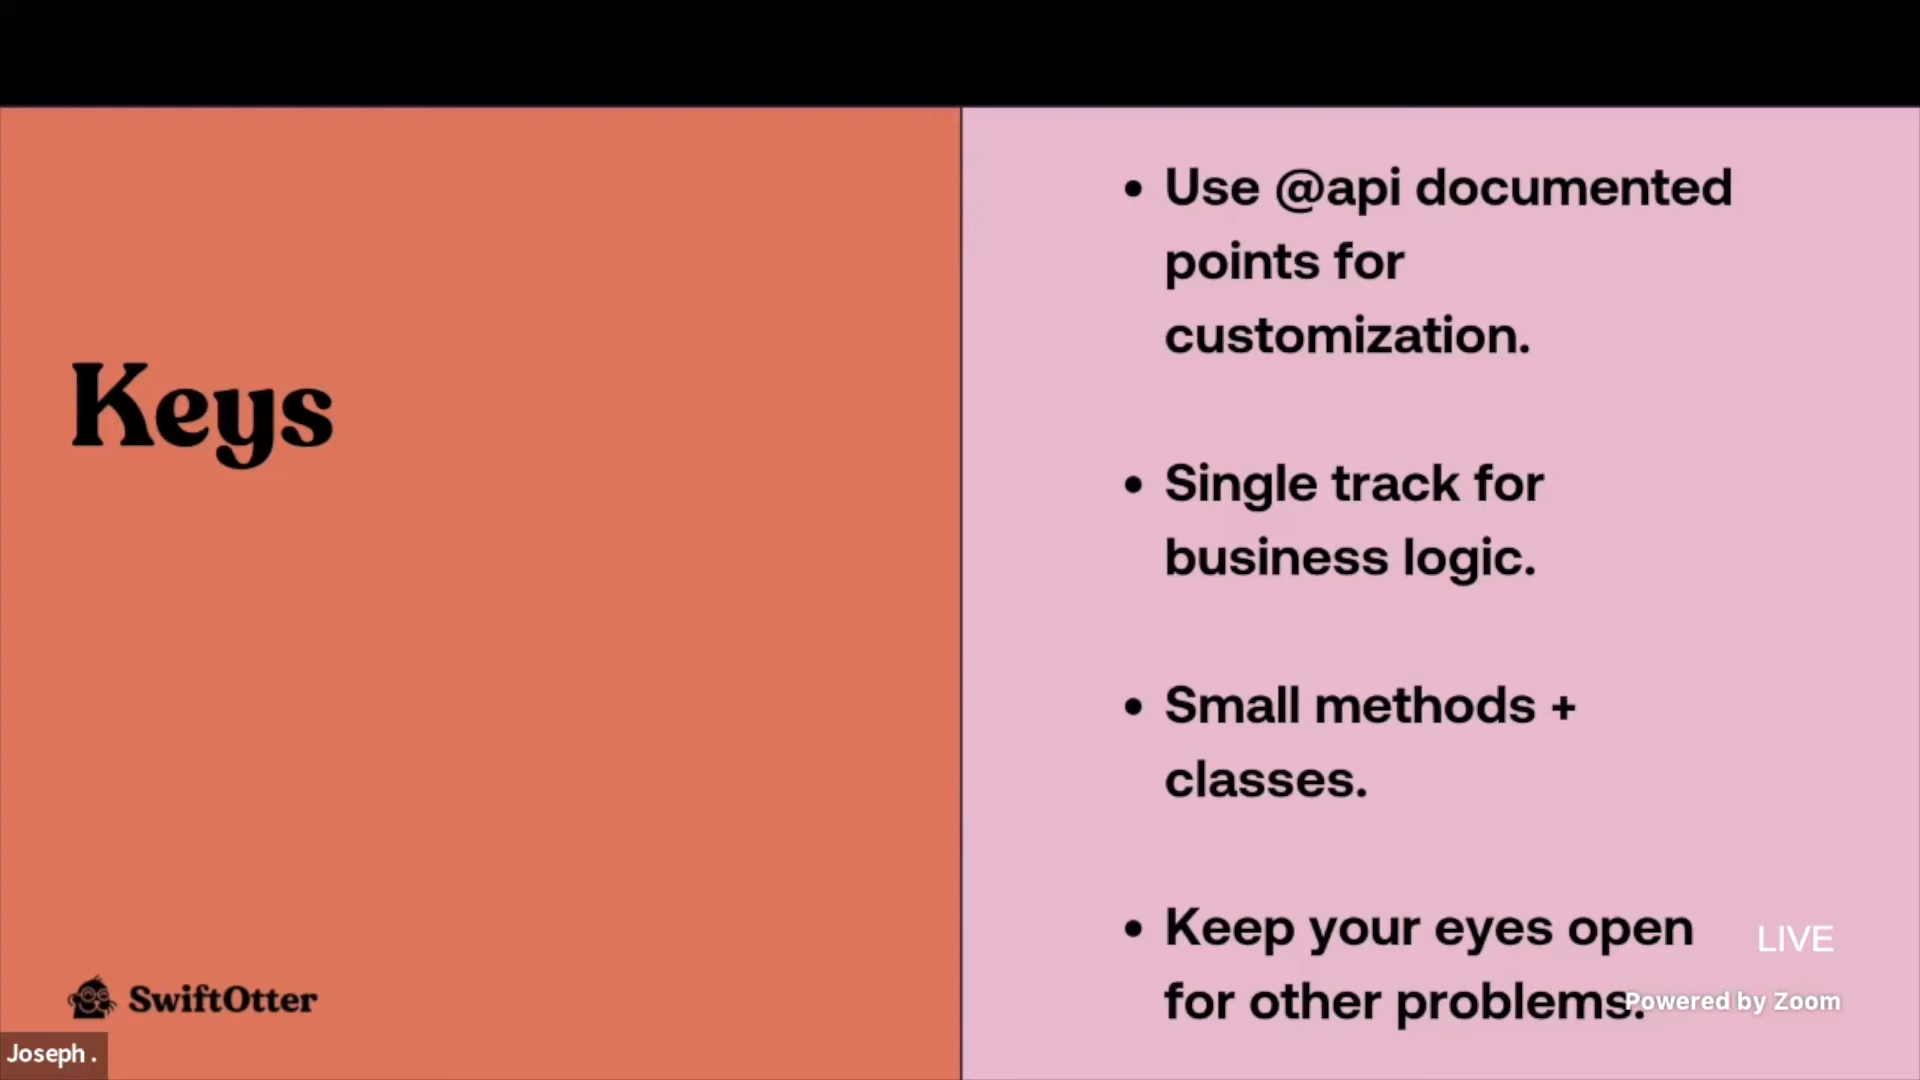 Keys
• Use @api documented
points for
customization.
• Single track for
business logic.
• Small methods +
classes.
• Keep your eyes open
for other problems.
LIVE
Powered by Zoom
SwiftOtter
Joseph .